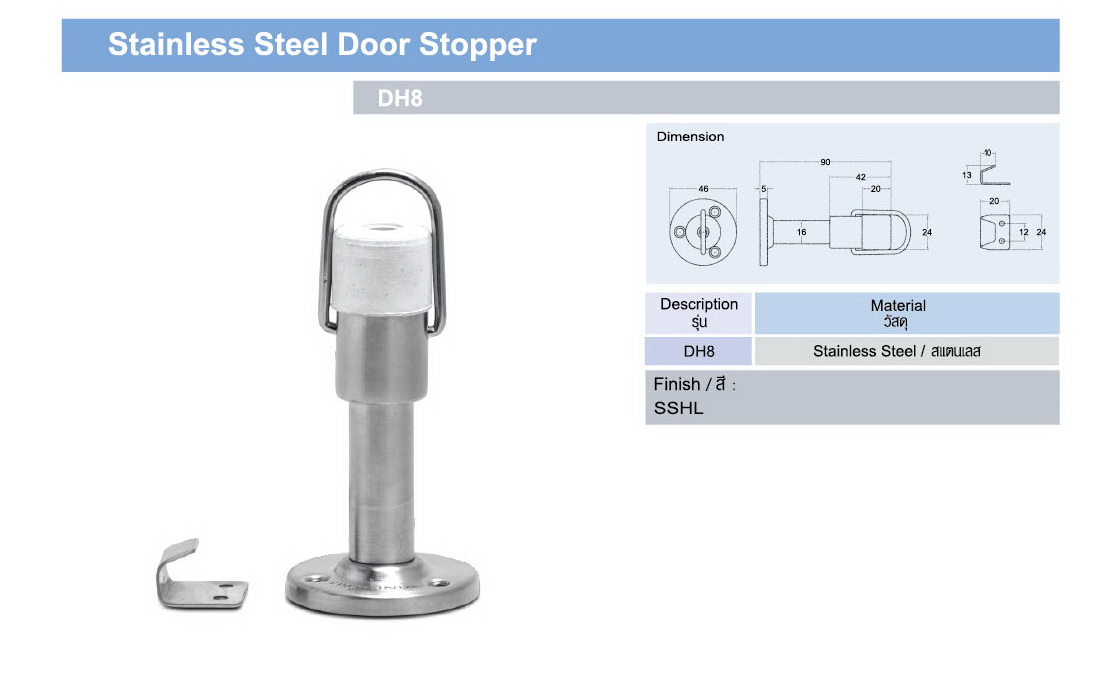 Stainless Steel Door Stopper
DH8
Dimension
90
42
20
46
5
16
24
10
13
20
12
24
Description
รุ่น
Material
วัสดุ
DH8
Stainless Steel / สแตนเลส
Finish / สี :
SSHL